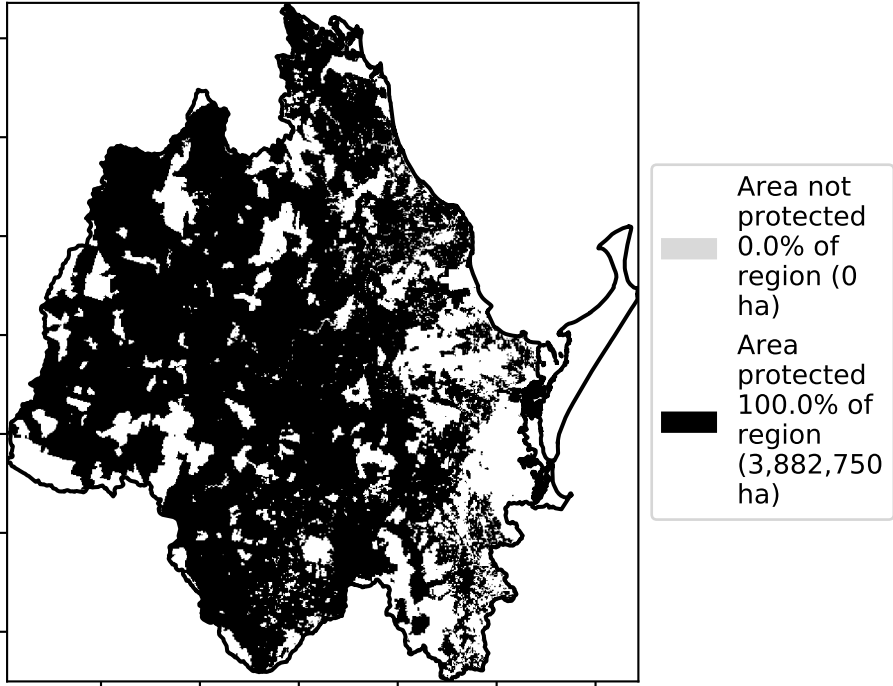 Area not
protected
0.0% of
region (0
ha)
Area
protected
100.0% of
region
(3,882,750
ha)